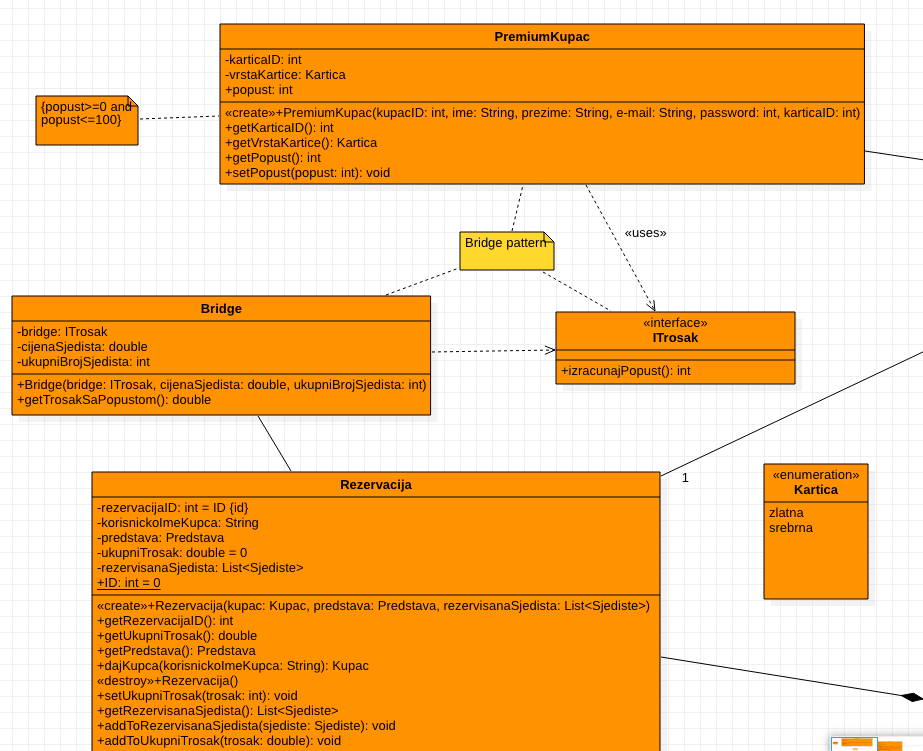 PremiumKupac
-karticaID: int
-vrstaKartice: Kartica
+popust: int
«create»+PremiumKupac(kupacID: int, ime: String, prezime: String, e-mail: String, password: int, karticaID: int)
+getKarticaID(): int
+getVrstaKartice(): Kartica
+getPopust(): int
+setPopust(popust: int): void
{popust>=0 and
popust<=100}
«uses»
Bridge pattern
Bridge
-bridge: ITrosak
-cijenaSjedista: double
-ukupniBrojSjedista: int
+Bridge(bridge: ITrosak, cijenaSjedista: double, ukupniBrojSjedista: int)
+getTrosakSaPopustom(): double
«interface»
ITrosak
+izracunajPopust(): int
1
«enumeration»
Kartica
zlatna
srebrna
Rezervacija
-rezervacijaID: int = ID {id}
-korisnickoImeKupca: String
-predstava: Predstava
-ukupniTrosak: double = 0
-rezervisanaSjedista: List<Sjediste>
+ID: int = 0
«create»+Rezervacija(kupac: Kupac, predstava: Predstava, rezervisanaSjedista: List<Sjediste>)
+getRezervacijaID(): int
+getUkupniTrosak(): double
+getPredstava(): Predstava
+dajKupca(korisnickoImeKupca: String): Kupac
«destroy»+Rezervacija()
+setUkupniTrosak(trosak: int): void
+getRezervisanaSjedista(): List<Sjediste>
+addToRezervisanaSjedista(sjediste: Sjediste): void
+addToUkupniTrosak(trosak: double): void